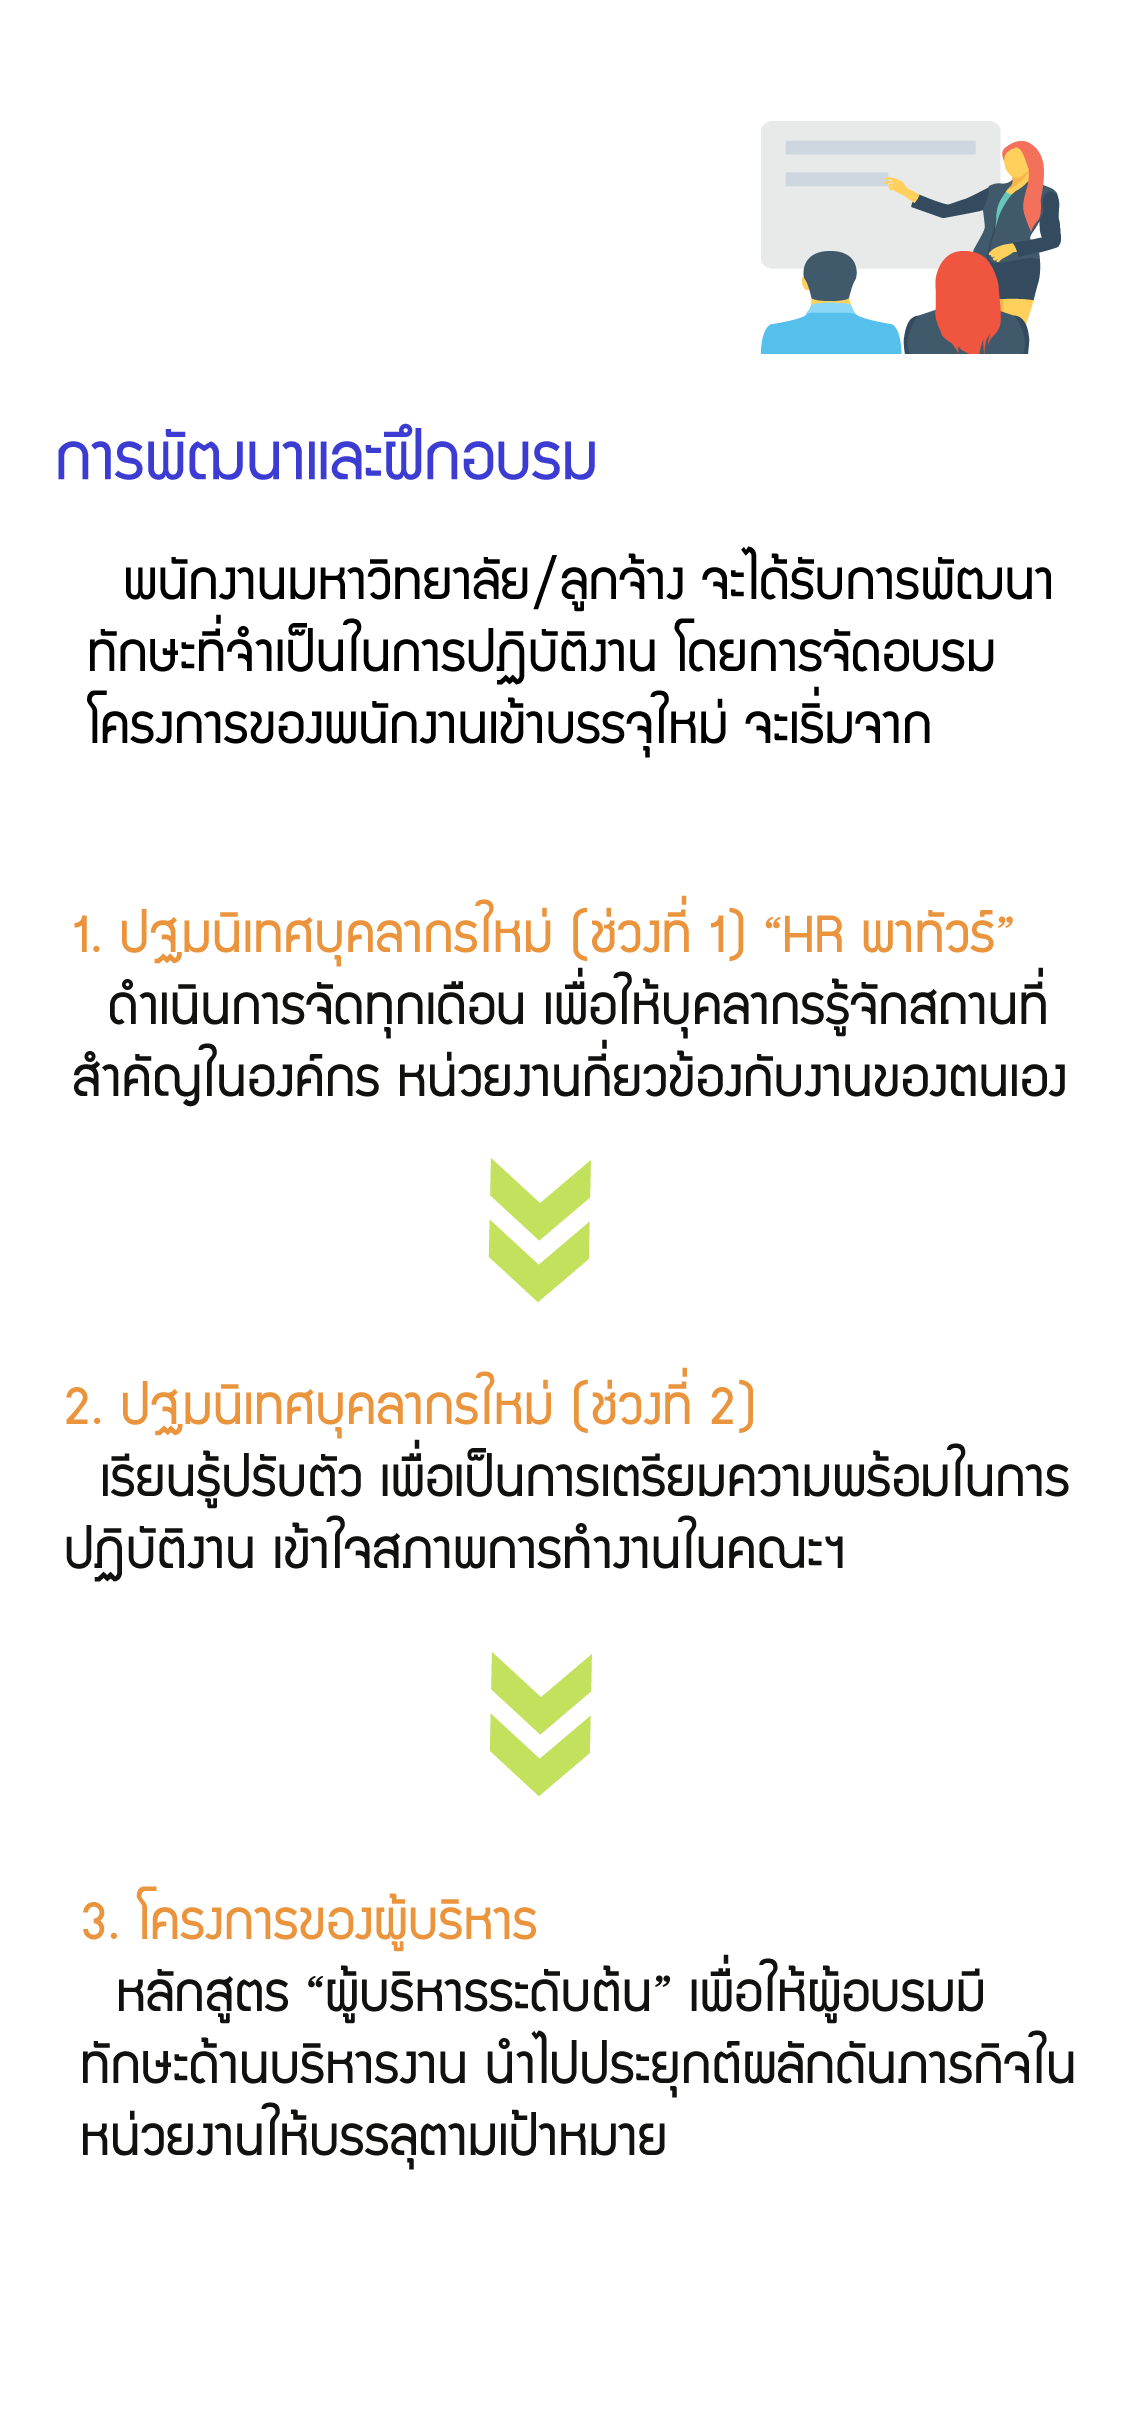 การพัฒนาและฝึกอบรม
พนักงานมหาวิทยาลัย/ลูกจ้าง จะได้รับการพัฒนา
ทักษะที่จำเป็นในการปฏิบัติงาน โดยการจัดอบรม
โครงการของพนักงานเข้าบรรจุใหม่ จะเริ่มจาก
1. ปฐมนิเทศบุคลากรใหม่ (ช่วงที่ 1) “HR พาทัวร์”
ดำเนินการจัดทุกเดือน เพื่อให้บุคลากรรู้จักสถานที่
สำคัญในองค์กร หน่วยงานกี่ยวข้องกับงานของตนเอง
2. ปฐมนิเทศบุคลากรใหม่ (ช่วงที่ 2)
เรียนรู้ปรับตัว เพื่อเป็นการเตรียมความพร้อมในการ
ปฏิบัติงาน เข้าใจสภาพการทำงานในคณะฯ
3. โครงการของผู้บริหาร
หลักสูตร “ผู้บริหารระดับต้น” เพื่อให้ผู้อบรมมี
ทักษะด้านบริหารงาน นำไปประยุกต์ผลักดันภารกิจใน
หน่วยงานให้บรรลุตามเป้าหมาย